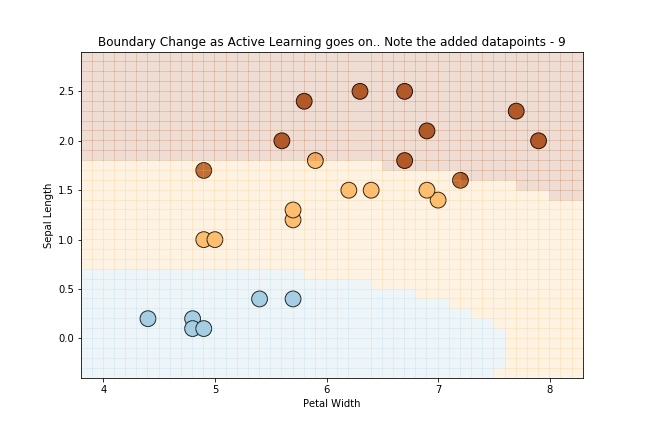 Boundary Change as Active Learning goes on.. Note the added datapoints - 9
2.5
2.0
1.5
1.0
0.5
0.0
Sepal Length
4 5 6 7 8
Petal Width